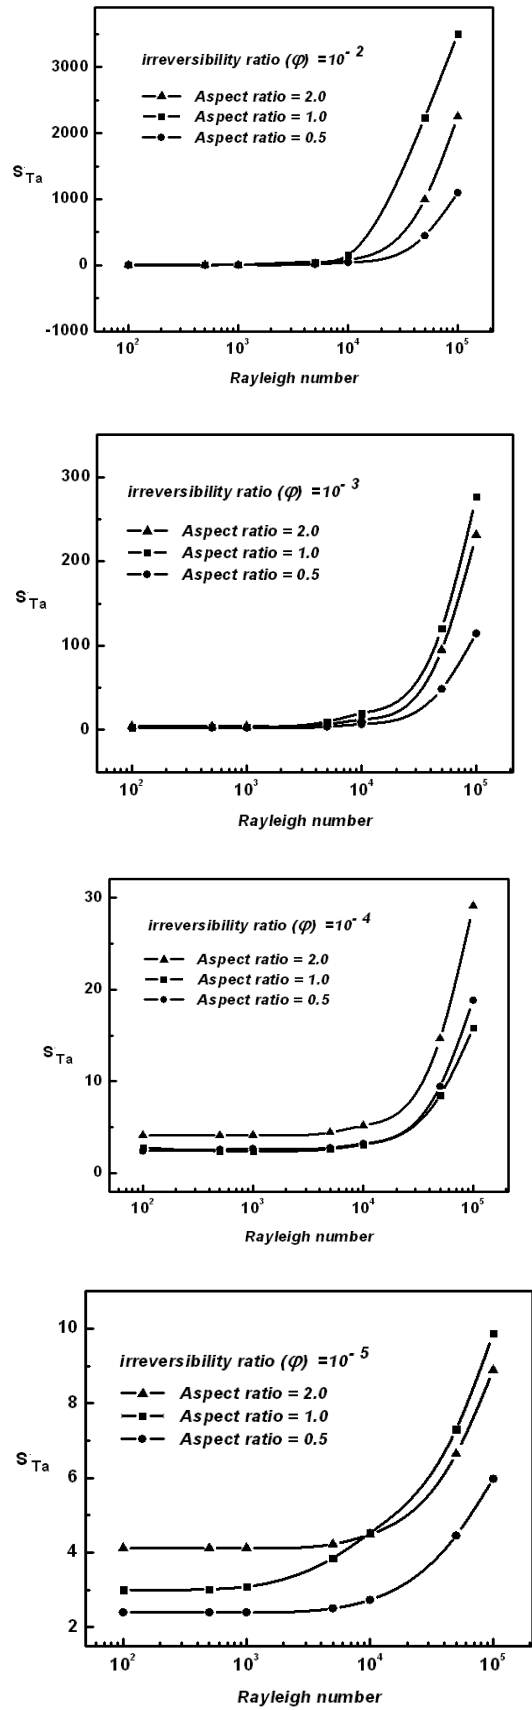 3000
2000
1000
0
-1000
irreversibility ratio (φ) =10⁻²
Aspect ratio = 2.0
Aspect ratio = 1.0
Aspect ratio = 0.5
S_Ta
10² 10³ 10⁴ 10⁵
Rayleigh number
300
200
100
0
irreversibility ratio (φ) =10⁻³
Aspect ratio = 2.0
Aspect ratio = 1.0
Aspect ratio = 0.5
S_Ta
10² 10³ 10⁴ 10⁵
Rayleigh number
30
20
10
0
irreversibility ratio (φ) =10⁻⁴
Aspect ratio = 2.0
Aspect ratio = 1.0
Aspect ratio = 0.5
S_Ta
10² 10³ 10⁴ 10⁵
Rayleigh number
10
8
6
4
2
irreversibility ratio (φ) =10⁻⁵
Aspect ratio = 2.0
Aspect ratio = 1.0
Aspect ratio = 0.5
S_Ta
10² 10³ 10⁴ 10⁵
Rayleigh number